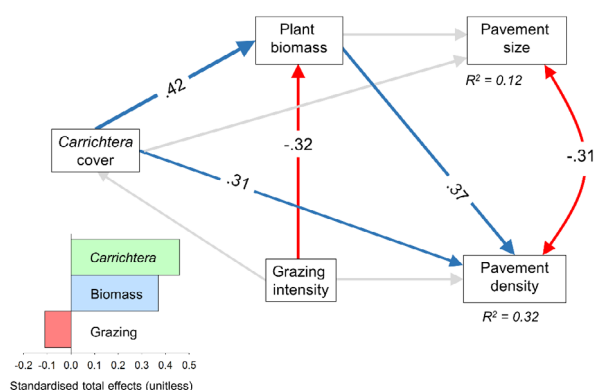 Plant
biomass
Pavement
size
R² = 0.12
.42
Carrichtera
cover
-.32
-.31
.31
.37
Grazing
intensity
Pavement
density
R² = 0.32
Carrichtera
Biomass
Grazing
-0.2 -0.1 0.0 0.1 0.2 0.3 0.4 0.5
Standardised total effects (unitless)